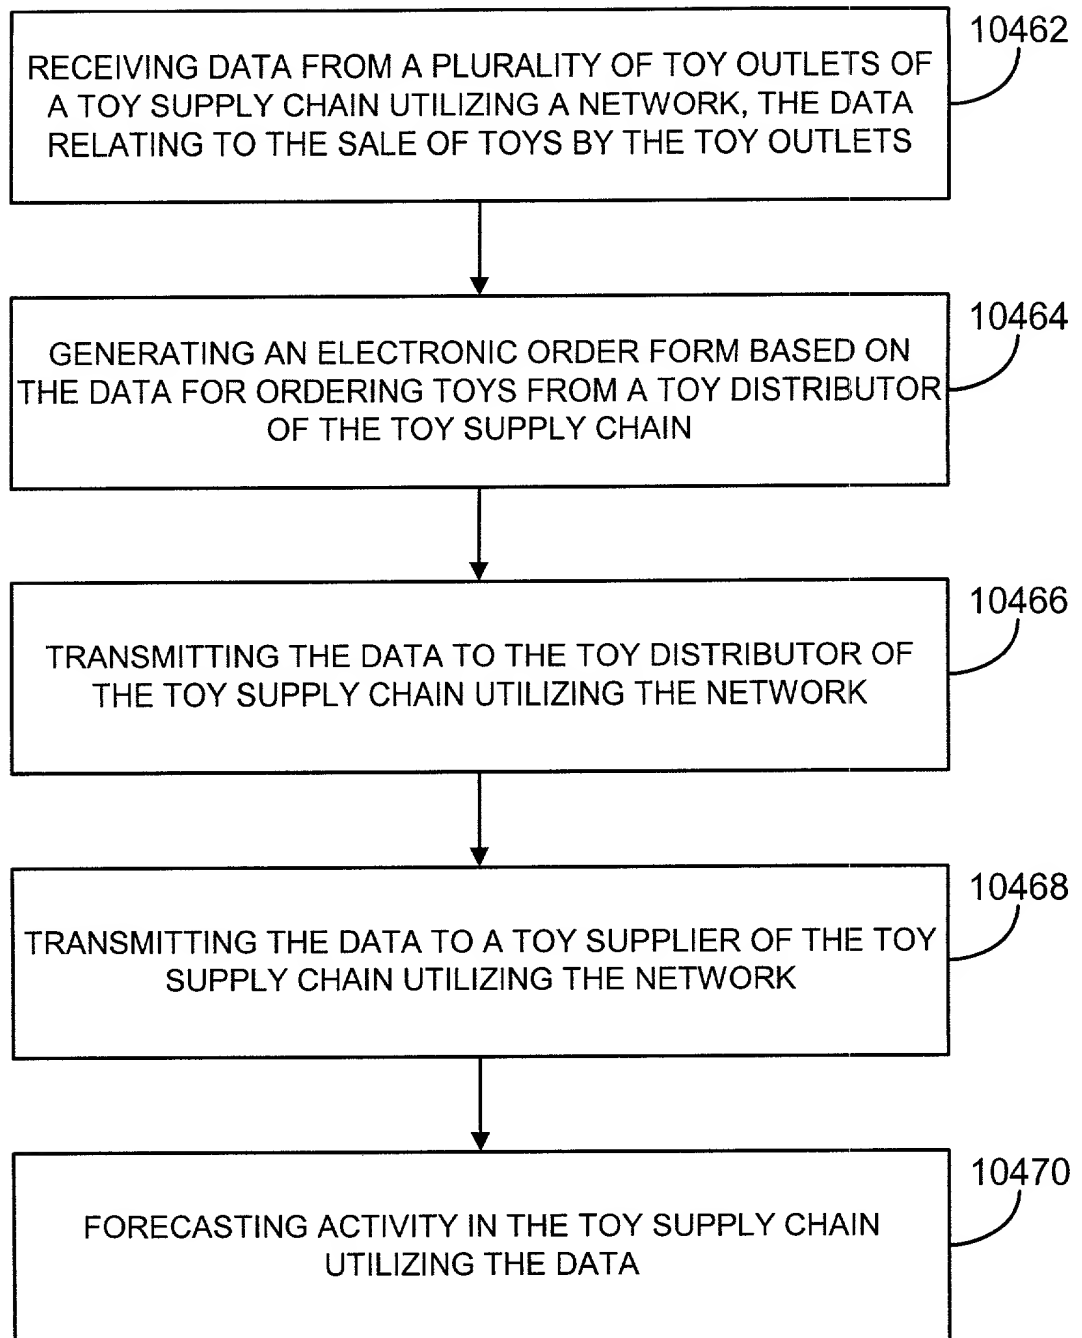 10462
RECEIVING DATA FROM A PLURALITY OF TOY OUTLETS OF
A TOY SUPPLY CHAIN UTILIZING A NETWORK, THE DATA
RELATING TO THE SALE OF TOYS BY THE TOY OUTLETS
10464
GENERATING AN ELECTRONIC ORDER FORM BASED ON
THE DATA FOR ORDERING TOYS FROM A TOY DISTRIBUTOR
OF THE TOY SUPPLY CHAIN
10466
TRANSMITTING THE DATA TO THE TOY DISTRIBUTOR OF
THE TOY SUPPLY CHAIN UTILIZING THE NETWORK
10468
TRANSMITTING THE DATA TO A TOY SUPPLIER OF THE TOY
SUPPLY CHAIN UTILIZING THE NETWORK
10470
FORECASTING ACTIVITY IN THE TOY SUPPLY CHAIN
UTILIZING THE DATA